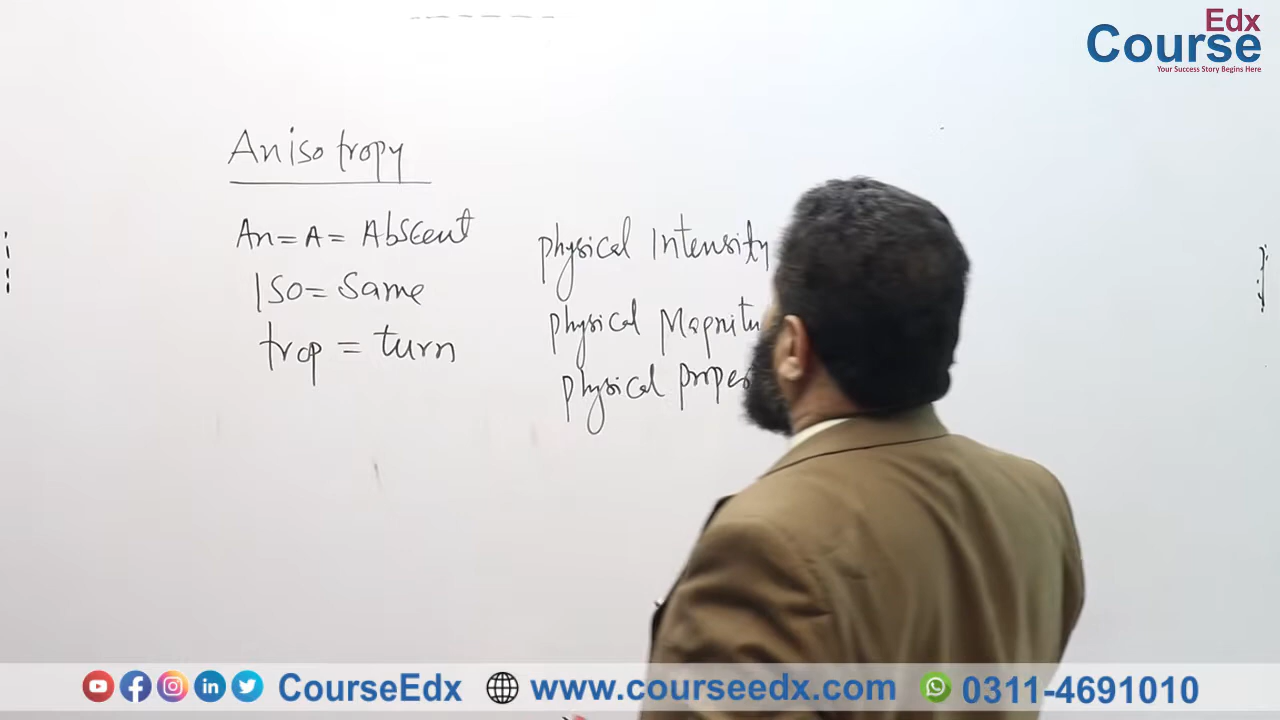 Edx
Course
Your Success Story Begins Here
Anisotropy
An = A = Abscent
ISO = Same
trop = turn
physical Intensity
physical Magnitu
physical prope
CourseEdx
www.courseedx.com
0311-4691010